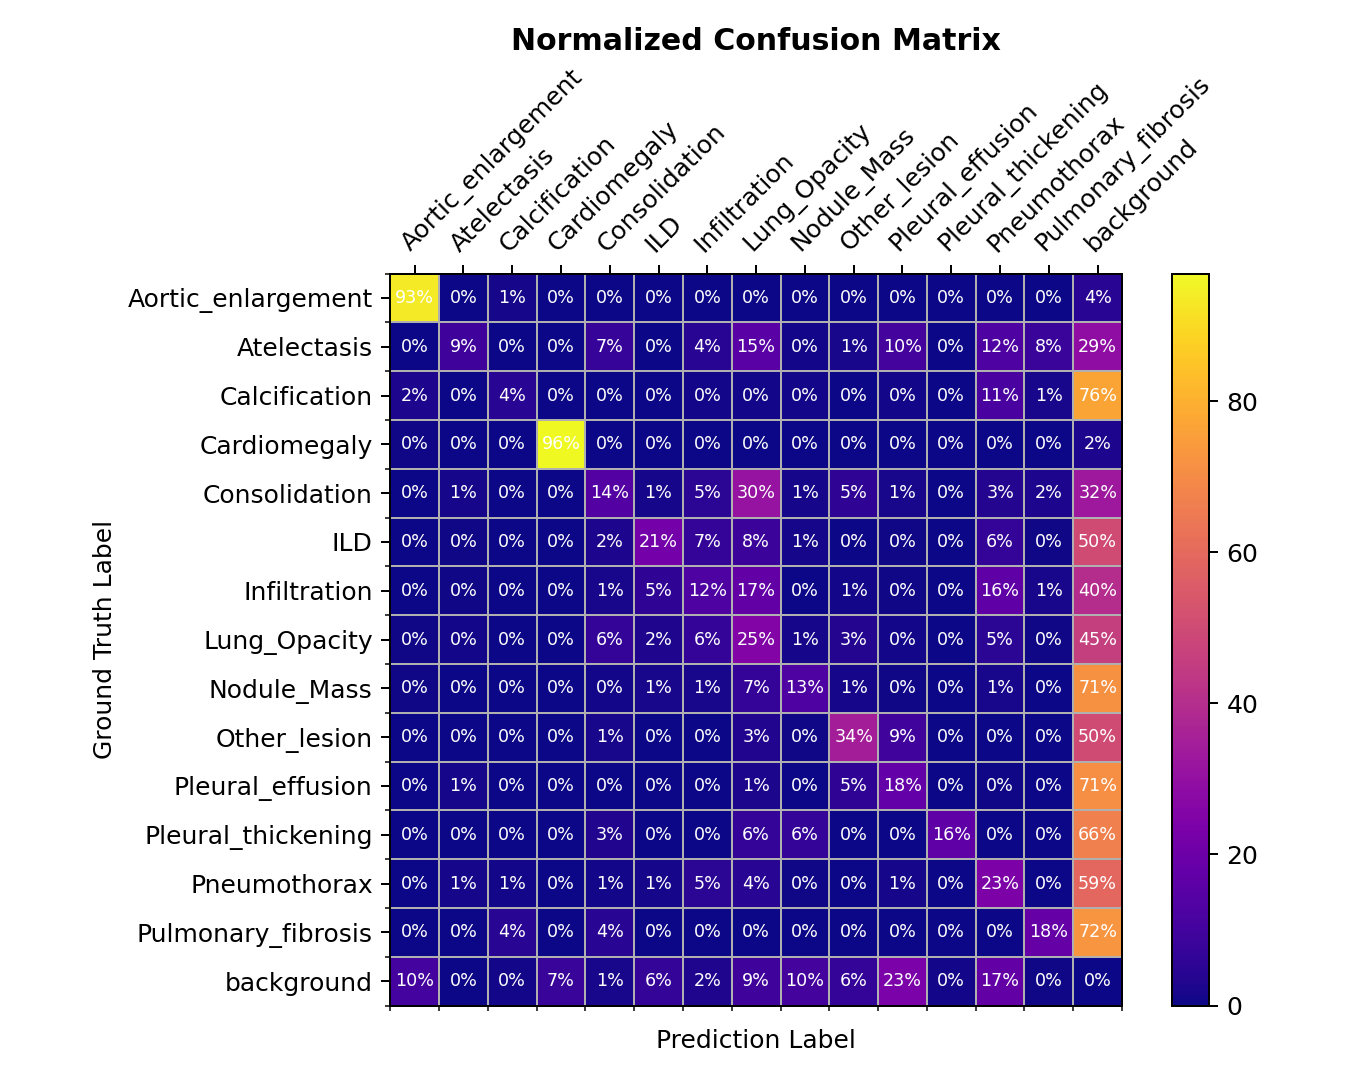 Normalized Confusion Matrix
Aortic_enlargement
Atelectasis
Calcification
Cardiomegaly
Consolidation
ILD
Infiltration
Lung_Opacity
Nodule_Mass
Other_lesion
Pleural_effusion
Pleural_thickening
Pneumothorax
Pulmonary_fibrosis
background
Aortic_enlargement 93% 0% 1% 0% 0% 0% 0% 0% 0% 0% 0% 0% 0% 0% 4%
Atelectasis 0% 9% 0% 0% 7% 0% 4% 15% 0% 1% 10% 0% 12% 8% 29%
Calcification 2% 0% 4% 0% 0% 0% 0% 0% 0% 0% 0% 0% 11% 1% 76%
Cardiomegaly 0% 0% 0% 96% 0% 0% 0% 0% 0% 0% 0% 0% 0% 0% 2%
Consolidation 0% 1% 0% 0% 14% 1% 5% 30% 1% 5% 1% 0% 3% 2% 32%
ILD 0% 0% 0% 0% 2% 21% 7% 8% 1% 0% 0% 0% 6% 0% 50%
Infiltration 0% 0% 0% 0% 1% 5% 12% 17% 0% 1% 0% 0% 16% 1% 40%
Lung_Opacity 0% 0% 0% 0% 6% 2% 6% 25% 1% 3% 0% 0% 5% 0% 45%
Nodule_Mass 0% 0% 0% 0% 0% 1% 1% 7% 13% 1% 0% 0% 1% 0% 71%
Other_lesion 0% 0% 0% 0% 1% 0% 0% 3% 0% 34% 9% 0% 0% 0% 50%
Pleural_effusion 0% 1% 0% 0% 0% 0% 0% 1% 0% 5% 18% 0% 0% 0% 71%
Pleural_thickening 0% 0% 0% 0% 3% 0% 0% 6% 6% 0% 0% 16% 0% 0% 66%
Pneumothorax 0% 1% 1% 0% 1% 1% 5% 4% 0% 0% 1% 0% 23% 0% 59%
Pulmonary_fibrosis 0% 0% 4% 0% 4% 0% 0% 0% 0% 0% 0% 0% 0% 18% 72%
background 10% 0% 0% 7% 1% 6% 2% 9% 10% 6% 23% 0% 17% 0% 0%
Ground Truth Label
Prediction Label
80
60
40
20
0